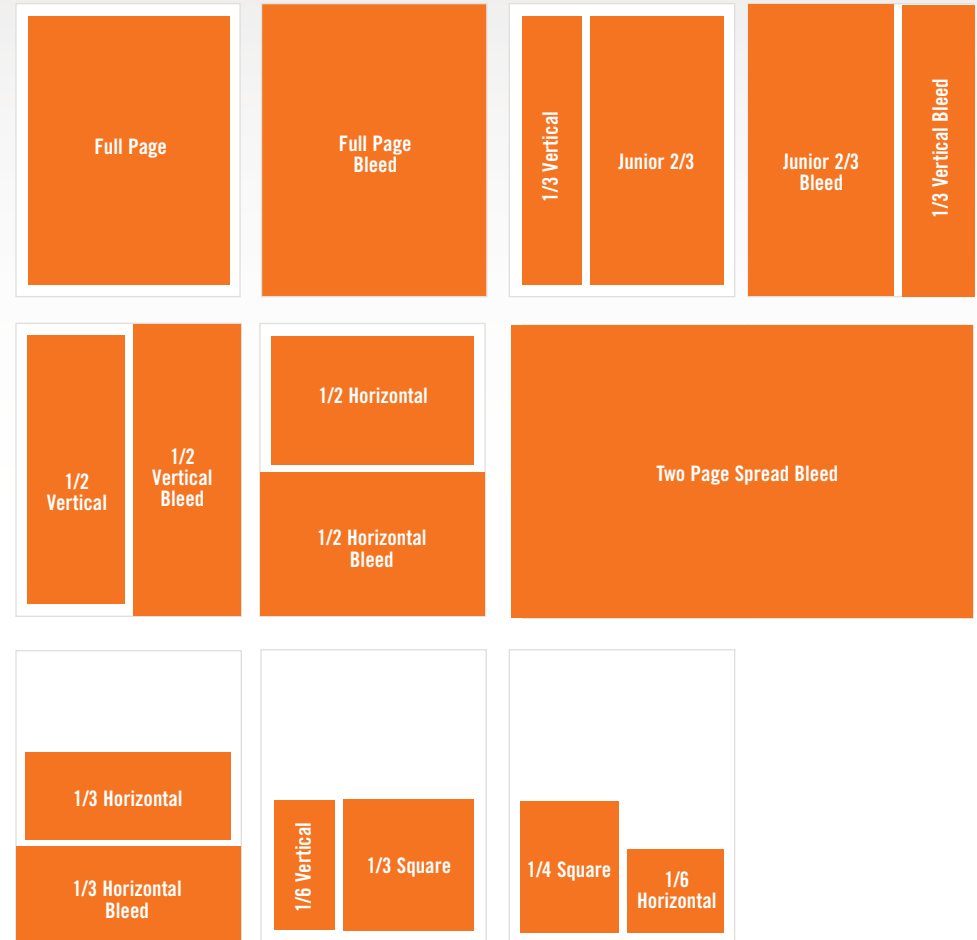 Full Page
Full Page
Bleed
1/3 Vertical
Junior 2/3
Junior 2/3
Bleed
1/3 Vertical Bleed
1/2
Vertical
1/2
Vertical
Bleed
1/2 Horizontal
1/2 Horizontal
Bleed
Two Page Spread Bleed
1/3 Horizontal
1/3 Horizontal
Bleed
1/6 Vertical
1/3 Square
1/4 Square
1/6
Horizontal